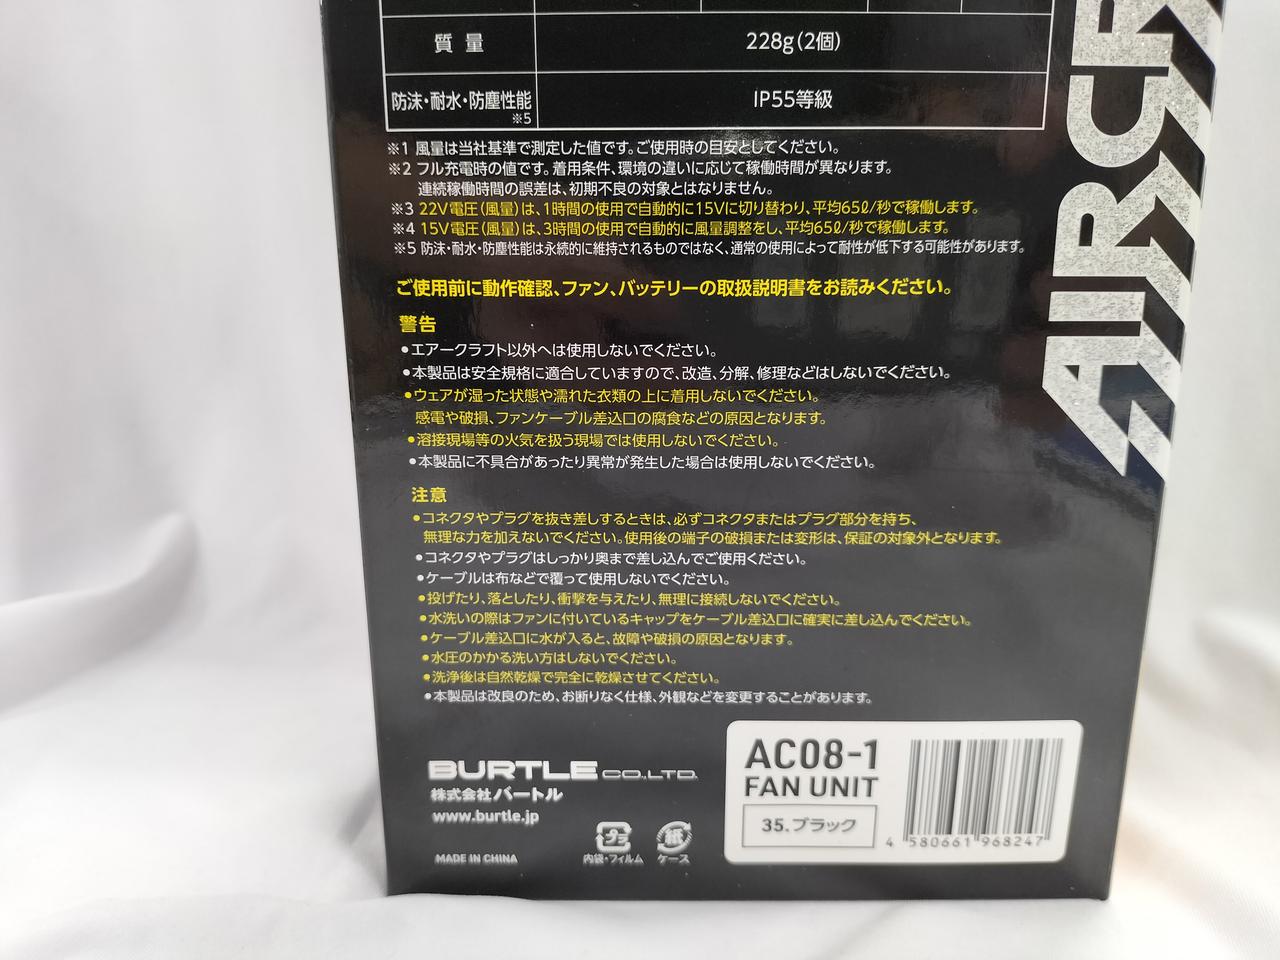 質量 228g(2個)
防沫・耐水・防塵性能 ※5 IP55等級
※1 風量は当社基準で測定した値です。ご使用時の目安としてください。
※2 フル充電時の値です。着用条件、環境の違いに応じて稼働時間が異なります。
連続稼働時間の誤差は、初期不良の対象とはなりません。
※3 22V電圧(風量)は、1時間の使用で自動的に15Vに切り替わり、平均65ℓ/秒で稼働します。
※4 15V電圧(風量)は、3時間の使用で自動的に風量調整をし、平均65ℓ/秒で稼働します。
※5 防沫・耐水・防塵性能は永続的に維持されるものではなく、通常の使用によって耐性が低下する可能性があります。
ご使用前に動作確認、ファン、バッテリーの取扱説明書をお読みください。
警告
●エアークラフト以外へは使用しないでください。
●本製品は安全規格に適合していますので、改造、分解、修理などはしないでください。
●ウェアが湿った状態や濡れた衣類の上に着用しないでください。
感電や破損、ファンケーブル差込口の腐食などの原因となります。
●溶接現場等の火気を扱う現場では使用しないでください。
●本製品に不具合があったり異常が発生した場合は使用しないでください。
注意
●コネクタやプラグを抜き差しするときは、必ずコネクタまたはプラグ部分を持ち、
無理な力を加えないでください。使用後の端子の破損または変形は、保証の対象外となります。
●コネクタやプラグはしっかり奥まで差し込んでご使用ください。
●ケーブルは布などで覆って使用しないでください。
●投げたり、落としたり、衝撃を与えたり、無理に接続しないでください。
●水洗いの際はファンに付いているキャップをケーブル差込口に確実に差し込んでください。
●ケーブル差込口に水が入ると、故障や破損の原因となります。
●水圧のかかる洗い方はしないでください。
●洗浄後は自然乾燥で完全に乾燥させてください。
●本製品は改良のため、お断りなく仕様、外観などを変更することがあります。
BURTLE CO.,LTD.
株式会社バートル
www.burtle.jp
MADE IN CHINA
プラ
内袋・フィルム
紙
ケース
AC08-1
FAN UNIT
35.ブラック
4 580661 968247
AIRCR